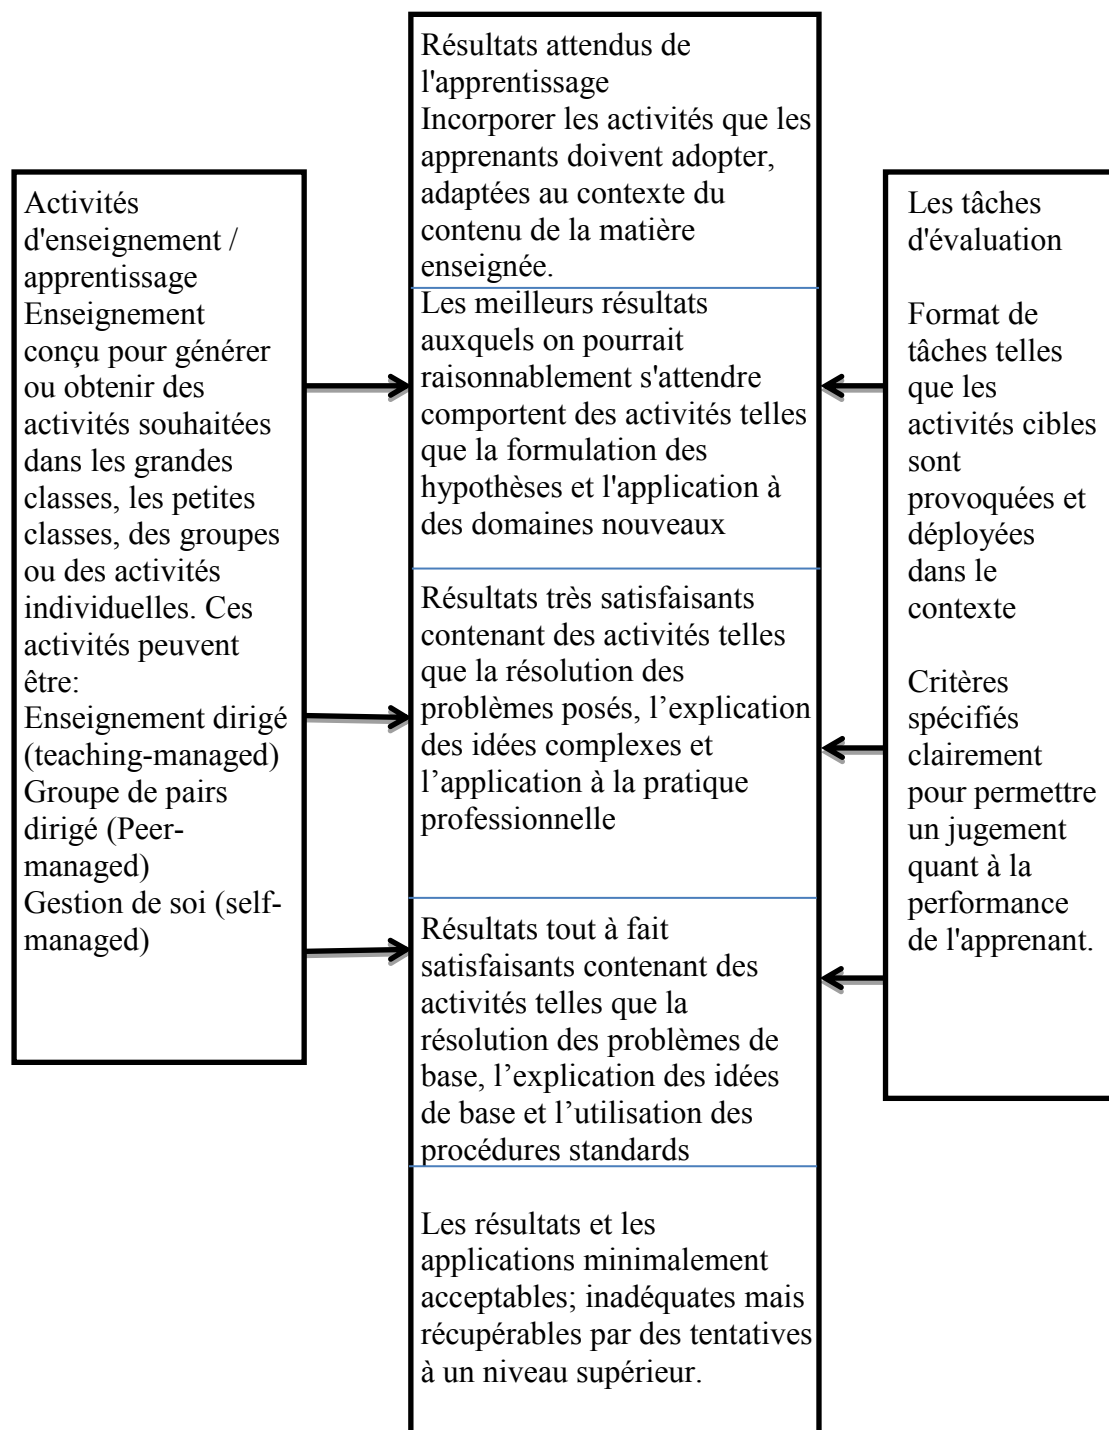 Activités
d'enseignement /
apprentissage
Enseignement
conçu pour générer
ou obtenir des
activités souhaitées
dans les grandes
classes, les petites
classes, des groupes
ou des activités
individuelles. Ces
activités peuvent
être:
Enseignement dirigé
(teaching-managed)
Groupe de pairs
dirigé (Peer-
managed)
Gestion de soi (self-
managed)
Résultats attendus de
l'apprentissage
Incorporer les activités que les
apprenants doivent adopter,
adaptées au contexte du
contenu de la matière
enseignée.
Les meilleurs résultats
auxquels on pourrait
raisonnablement s'attendre
comportent des activités telles
que la formulation des
hypothèses et l'application à
des domaines nouveaux
Résultats très satisfaisants
contenant des activités telles
que la résolution des
problèmes posés, l’explication
des idées complexes et
l’application à la pratique
professionnelle
Résultats tout à fait
satisfaisants contenant des
activités telles que la
résolution des problèmes de
base, l’explication des idées
de base et l’utilisation des
procédures standards
Les résultats et les
applications minimalement
acceptables; inadéquates mais
récupérables par des tentatives
à un niveau supérieur.
Les tâches
d'évaluation
Format de
tâches telles
que les
activités cibles
sont
provoquées et
déployées
dans le
contexte
Critères
spécifiés
clairement
pour permettre
un jugement
quant à la
performance
de l'apprenant.